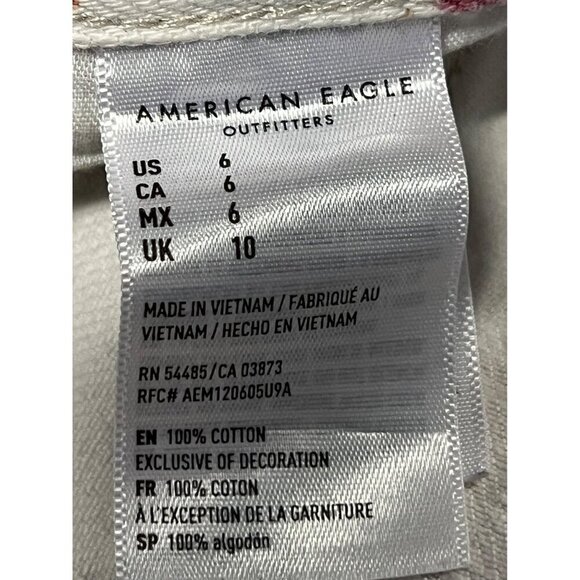 AMERICAN EAGLE
OUTFITTERS
US 6
CA 6
MX 6
UK 10
MADE IN VIETNAM / FABRIQUÉ AU
VIETNAM / HECHO EN VIETNAM
RN 54485/CA 03873
RFC# AEM120605U9A
EN 100% COTTON
EXCLUSIVE OF DECORATION
FR 100% COTON
À L'EXCEPTION DE LA GARNITURE
SP 100% algodón